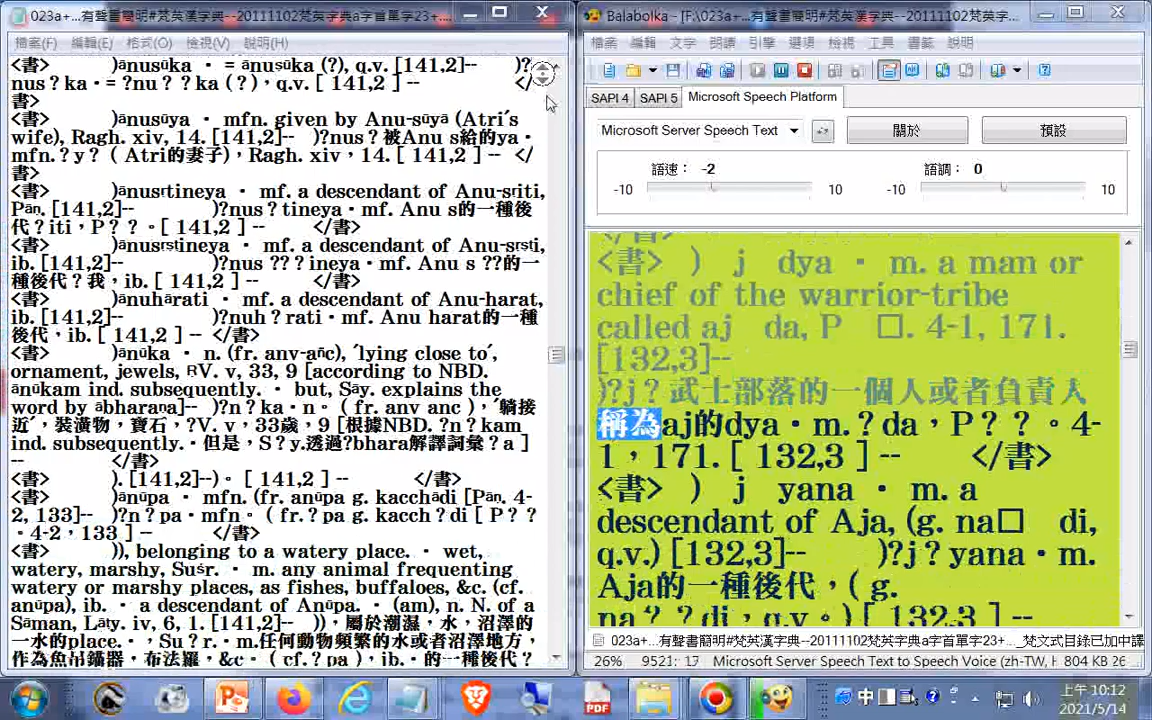 023a+...有聲書簡明#梵英漢字典--20111102梵英字典a字首單字23+...
檔案(F) 編輯(E) 格式(O) 檢視(V) 說明(H)
<書> )ānusūka · = ānuṣūka (?), q.v. [141,2]-- )?
nus?ka·=?nu??ka(?),q.v.[141,2]-- </
書>
<書> )ānusūya · mfn. given by Anu-sūyā (Atri's
wife), Ragh. xiv, 14. [141,2]-- )?nus?被Anu s給的ya·
mfn.?y?(Atri的妻子),Ragh. xiv,14.[141,2]-- </
書>
<書> )ānusṛtineya · mf. a descendant of Anu-sṛiti,
Pāṇ. [141,2]-- )?nus?tineya·mf. Anu s的一種後
代?iti,P??。[141,2]-- </書>
<書> )ānusṛṣṭineya · mf. a descendant of Anu-sṛṣṭi,
ib. [141,2]-- )?nus ???ineya·mf. Anu s ??的一
種後代?我,ib.[141,2]-- </書>
<書> )ānuhārati · mf. a descendant of Anu-harat,
ib. [141,2]-- )?nuh?rati·mf. Anu harat的一種
後代,ib.[141,2]-- </書>
<書> )ānūka · n. (fr. anv-añc), 'lying close to',
ornament, jewels, RV. v, 33, 9 [according to NBD.
ānūkam ind. subsequently. · but, Sāy. explains the
word by ābharaṇa]-- )?n?ka·n。(fr. anv anc),'躺接
近',裝潢物,寶石,?V. v,33歲,9[根據NBD. ?n?kam
ind. subsequently.·但是,S?y.透過?bhara解譯詞彙?a]
-- </書>
<書> ). [141,2]--)。[141,2]-- </書>
<書> )ānūpa · mfn. (fr. anūpa g. kacchādi [Pāṇ. 4-
2, 133]-- )?n?pa·mfn。(fr.?pa g. kacch?di[P??
。4-2,133]-- </書>
<書> )), belonging to a watery place. · wet,
watery, marshy, Suśr. · m. any animal frequenting
watery or marshy places, as fishes, buffaloes, &c. (cf.
anūpa), ib. · a descendant of Anūpa. · (am), n. N. of a
Sāman, Lāṭy. iv, 6, 1. [141,2]-- )),屬於潮濕,水,沼澤的
一水的place.·,Su?r.·m.任何動物頻繁的水或者沼澤地方,
作為魚吊鏑器,布法羅,&c·(cf.?pa),ib.·的一種後代?
Balabolka - [F:\023a+...有聲書簡明#梵英漢字典--20111102梵英字...
檔案 編輯 文字 朗讀 引擎 選項 檢視 工具 書籤 說明
SAPI 4 SAPI 5 Microsoft Speech Platform
Microsoft Server Speech Text 關於 預設
語速: -2 語調: 0
-10 10 -10 10
</書>
<書> ) j dya · m. a man or
chief of the warrior-tribe
called aj da, P □. 4-1, 171.
[132,3]--
)?j?武士部落的一個人或者負責人
稱為aj的dya·m.?da,P??。4-
1,171.[132,3]-- </書>
<書> ) j yana · m. a
descendant of Aja, (g. na□ di,
q.v.) [132,3]-- )?j?yana·m.
Aja的一種後代,(g.
na??di,q.v.。)[132,3]--
023a+...有聲書簡明#梵英漢字典--20111102梵英字典a字首單字23+..._梵文式目錄已加中譯
26% 9521: 17 Microsoft Server Speech Text to Speech Voice (zh-TW, H 804 KB 26
中
上午 10:12
2021/5/14